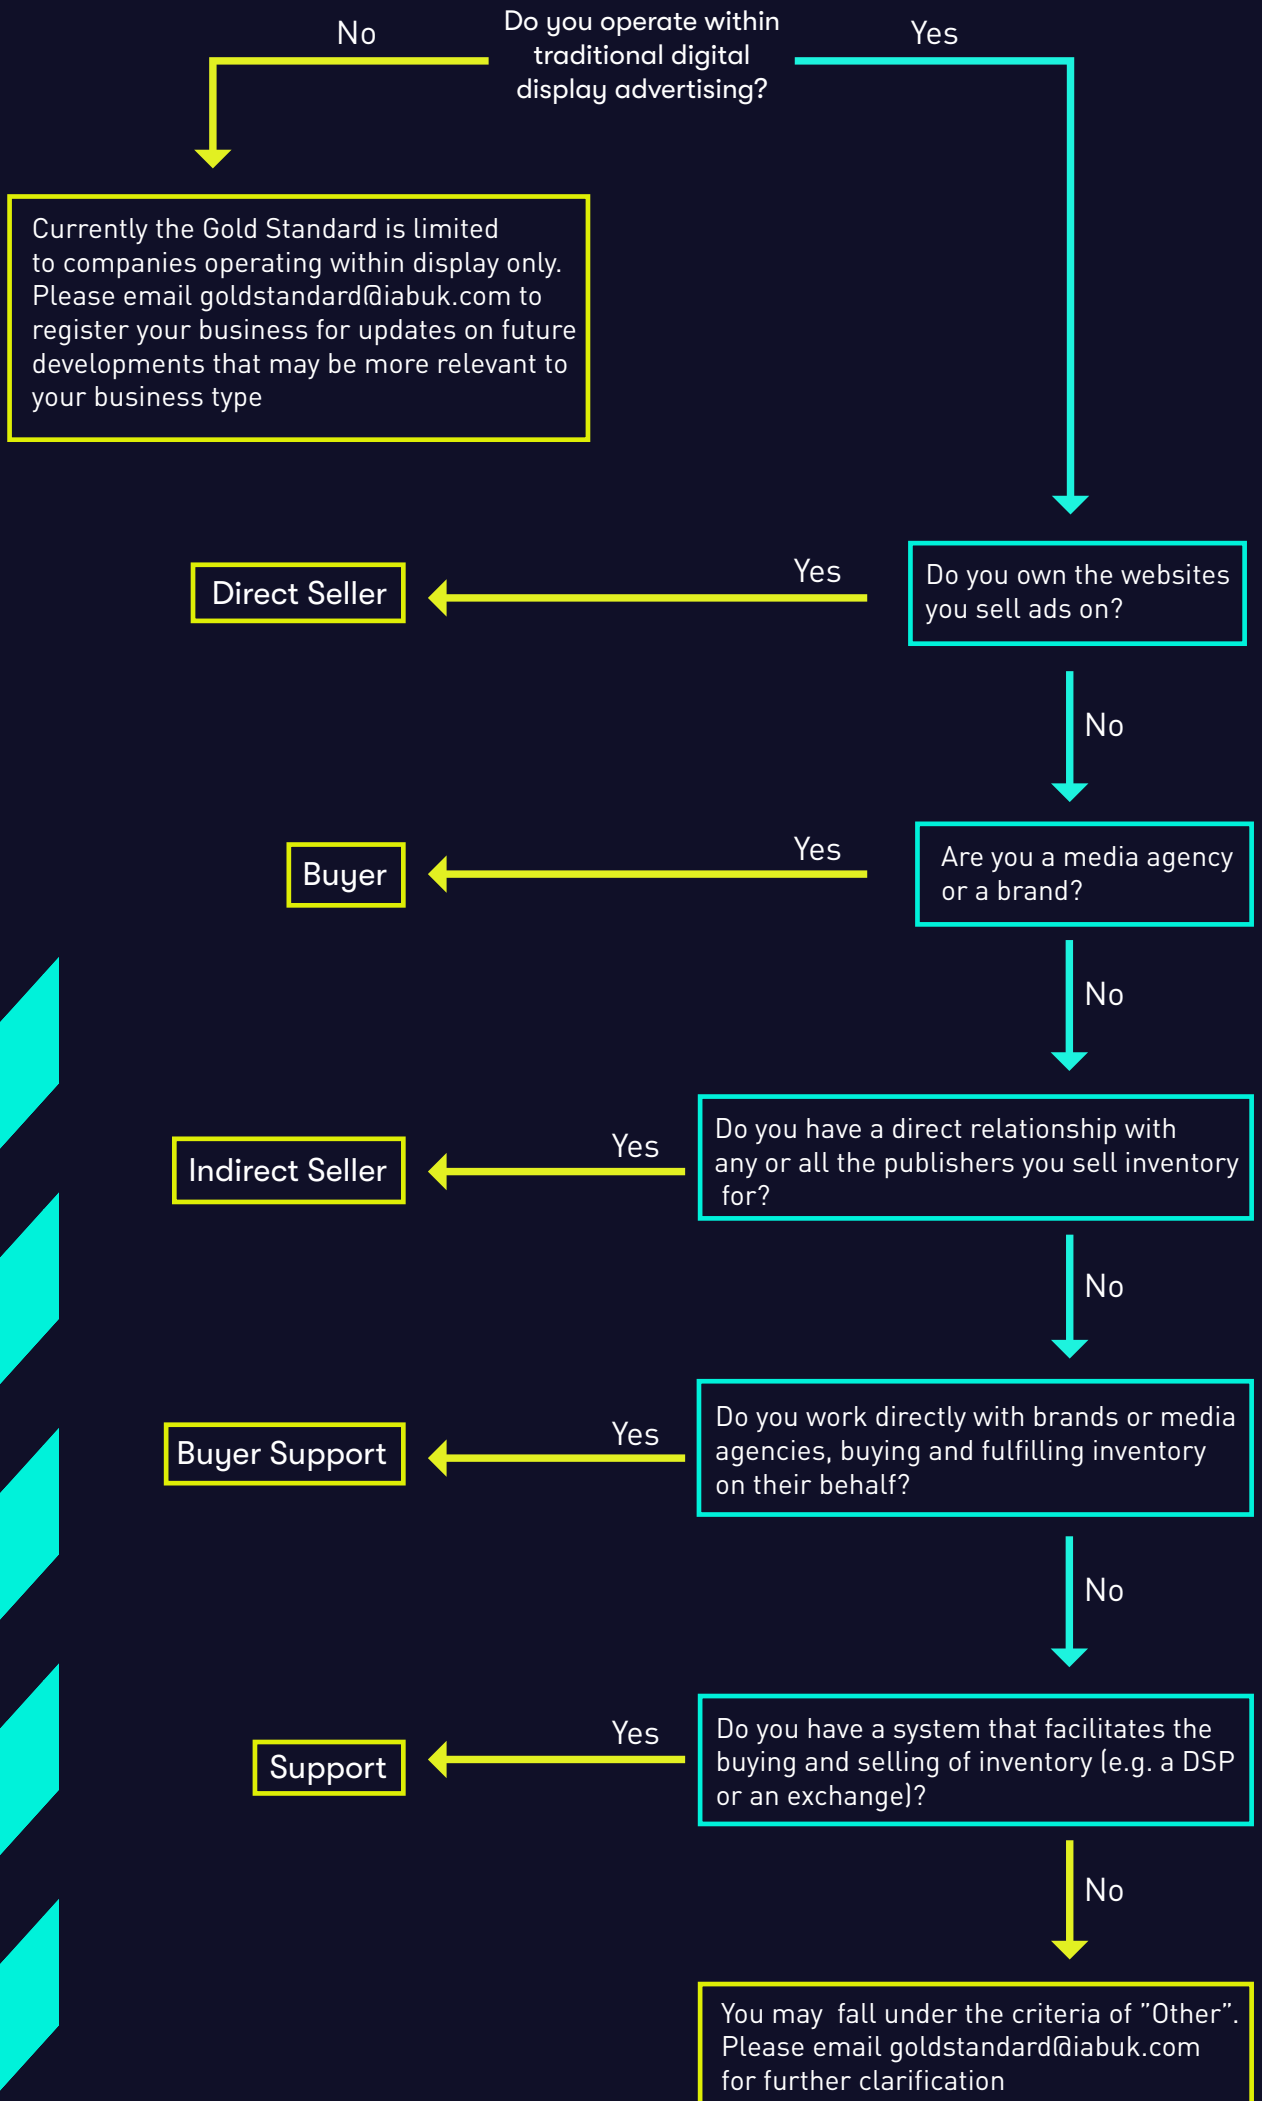 No
Do you operate within
traditional digital
display advertising?
Yes
Currently the Gold Standard is limited
to companies operating within display only.
Please email goldstandard@iabuk.com to
register your business for updates on future
developments that may be more relevant to
your business type
Direct Seller
Yes
Do you own the websites
you sell ads on?
No
Buyer
Yes
Are you a media agency
or a brand?
No
Indirect Seller
Yes
Do you have a direct relationship with
any or all the publishers you sell inventory
for?
No
Buyer Support
Yes
Do you work directly with brands or media
agencies, buying and fulfilling inventory
on their behalf?
No
Support
Yes
Do you have a system that facilitates the
buying and selling of inventory (e.g. a DSP
or an exchange)?
No
You may fall under the criteria of ”Other”.
Please email goldstandard@iabuk.com
for further clarification